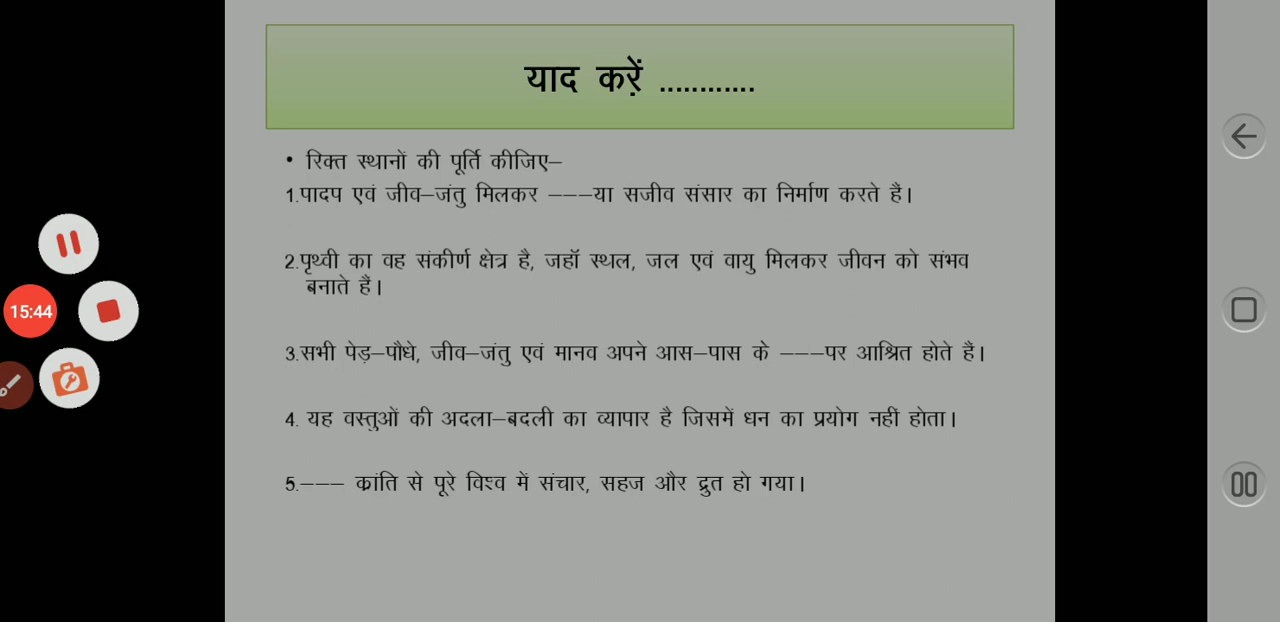 याद करें ............
• रिक्त स्थानों की पूर्ति कीजिए–
1.पादप एवं जीव–जंतु मिलकर –––या सजीव संसार का निर्माण करते हैं।
2.पृथ्वी का वह संकीर्ण क्षेत्र है, जहॉ स्थल, जल एवं वायु मिलकर जीवन को संभव
बनाते हैं।
3.सभी पेड़–पौधे, जीव–जंतु एवं मानव अपने आस–पास के –––पर आश्रित होते हैं।
4. यह वस्तुओं की अदला–बदली का व्यापार है जिसमें धन का प्रयोग नहीं होता।
5.––– क्रांति से पूरे विश्व में संचार, सहज और द्रुत हो गया।
15:44